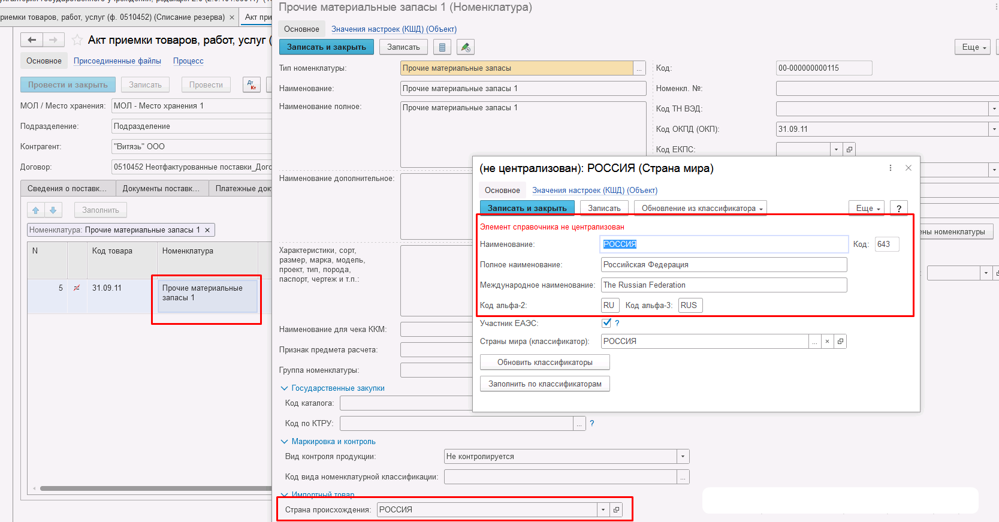 риемки товаров, работ, услуг (ф. 0510452) (Списание резерва) ×
Акт при
Акт приемки товаров, работ, услуг (
Основное
Присоединенные файлы
Процесс
Провести и закрыть
Записать
Провести
Дт
Кт
МОЛ / Место хранения:
МОЛ - Место хранения 1
Подразделение:
Подразделение
Контрагент:
"Витязь" ООО
Договор:
0510452 Неотфактурованные поставки_Дого
Сведения о поставк...
Документы поставк...
Платежные док
Заполнить
Номенклатура: Прочие материальные запасы 1 ×
N
Код товара
Номенклатура
5
31.09.11
Прочие материальные
запасы 1
Прочие материальные запасы 1 (Номенклатура)
Основное
Значения настроек (КШД) (Объект)
Записать и закрыть
Записать
Еще
Тип номенклатуры:
Прочие материальные запасы
...
Наименование:
Прочие материальные запасы 1
Наименование полное:
Прочие материальные запасы 1
Наименование дополнительное:
Характеристики, сорт,
размер, марка, модель,
проект, тип, порода,
паспорт, чертеж и т.п.:
Наименование для чека ККМ:
Признак предмета расчета:
Группа номенклатуры:
Государственные закупки
Код каталога:
Код по КТРУ:
...
?
Маркировка и контроль
Вид контроля продукции:
Не контролируется
Код вида номенклатурной классификации:
...
Импортный товар
Страна происхождения:
РОССИЯ
Код:
00-000000000115
Номенкл. №:
Код ТН ВЭД:
Код ОКПД (ОКП):
31.09.11
Код ЕКПС:
ены номенклатуры
(не централизован): РОССИЯ (Страна мира)
Основное
Значения настроек (КШД) (Объект)
Записать и закрыть
Записать
Обновление из классификатора
Еще
?
Элемент справочника не централизован
Наименование:
РОССИЯ
Код:
643
Полное наименование:
Российская Федерация
Международное наименование:
The Russian Federation
Код альфа-2:
RU
Код альфа-3:
RUS
Участник ЕАЭС:
?
Страны мира (классификатор):
РОССИЯ
...
×
Обновить классификаторы
Заполнить по классификаторам